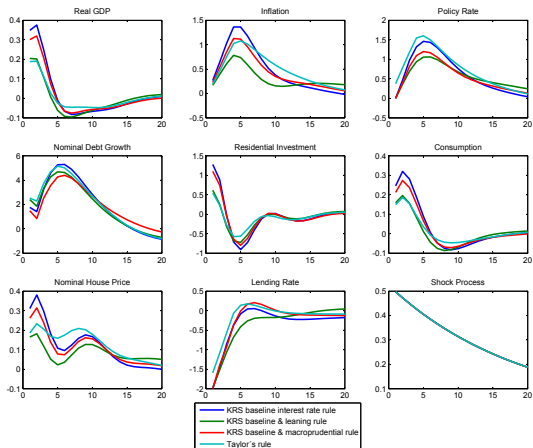 Real GDP
Inflation
Policy Rate
0.4
0.3
0.2
0.1
0
-0.1
0 5 10 15 20
1.5
1
0.5
0
-0.5
0 5 10 15 20
2
1.5
1
0.5
0
-0.5
0 5 10 15 20
Nominal Debt Growth
Residential Investment
Consumption
6
4
2
0
-2
0 5 10 15 20
1.5
1
0.5
0
-0.5
-1
0 5 10 15 20
0.4
0.3
0.2
0.1
0
-0.1
0 5 10 15 20
Nominal House Price
Lending Rate
Shock Process
0.4
0.3
0.2
0.1
0
-0.1
0 5 10 15 20
0.5
0
-0.5
-1
-1.5
-2
0 5 10 15 20
0.5
0.4
0.3
0.2
0.1
0 5 10 15 20
KRS baseline interest rate rule
KRS baseline & leaning rule
KRS baseline & macroprudential rule
Taylor's rule